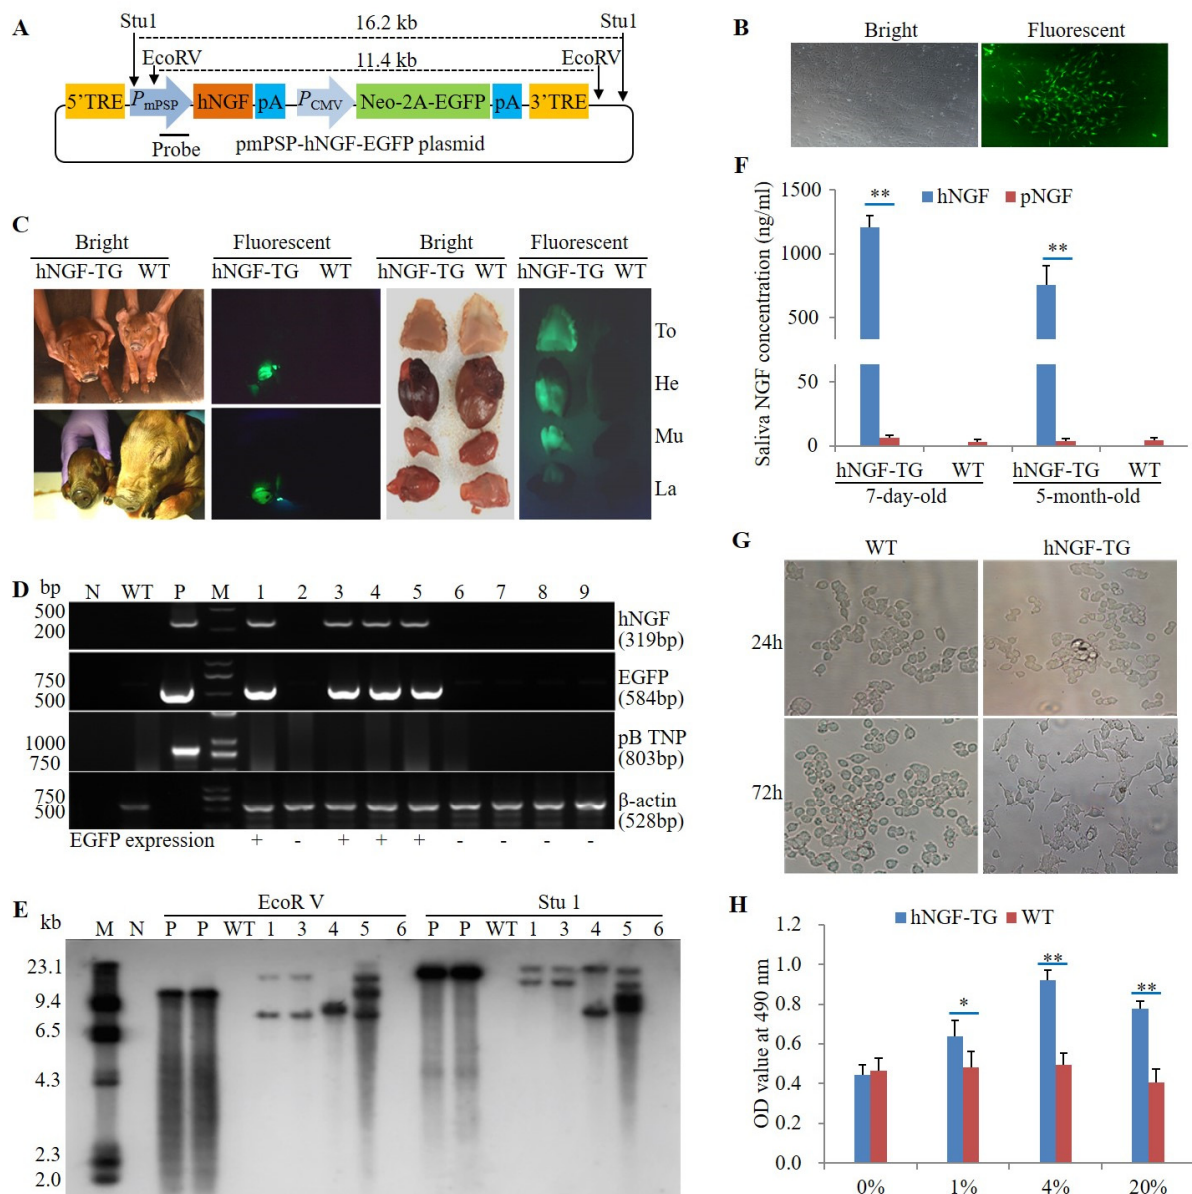 A
Stu1 16.2 kb Stu1
EcoRV 11.4 kb EcoRV
5’TRE PmPSP hNGF pA PCMV Neo-2A-EGFP pA 3’TRE
Probe pmPSP-hNGF-EGFP plasmid
B
Bright Fluorescent
C
Bright Fluorescent Bright Fluorescent
hNGF-TG WT hNGF-TG WT hNGF-TG WT hNGF-TG WT
To
He
Mu
La
D
bp N WT P M 1 2 3 4 5 6 7 8 9
500
200
hNGF
(319bp)
750
500
EGFP
(584bp)
1000
750
pB TNP
(803bp)
750
500
β-actin
(528bp)
EGFP expression + - + + + - - - -
E
EcoR V Stu 1
kb M N P P WT 1 3 4 5 6 P P WT 1 3 4 5 6
23.1
9.4
6.5
4.3
2.3
2.0
F
Saliva NGF concentration (ng/ml)
hNGF pNGF
1500
1000
500
50
0
** **
hNGF-TG WT hNGF-TG WT
7-day-old 5-month-old
G
WT hNGF-TG
24h
72h
H
OD value at 490 nm
hNGF-TG WT
1.2
1.0
0.8
0.6
0.4
0.2
0.0
* ** **
0% 1% 4% 20%